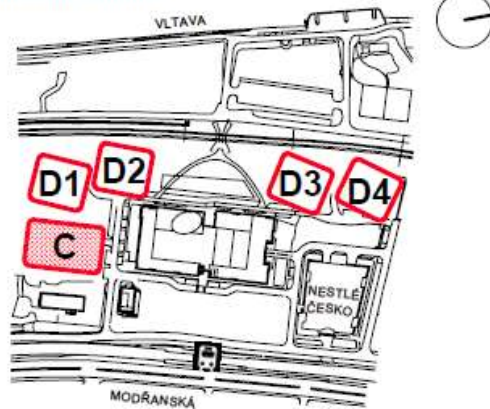 VLTAVA
D1
D2
D3
D4
C
NESTLÉ
ČESKO
MODŘANSKÁ